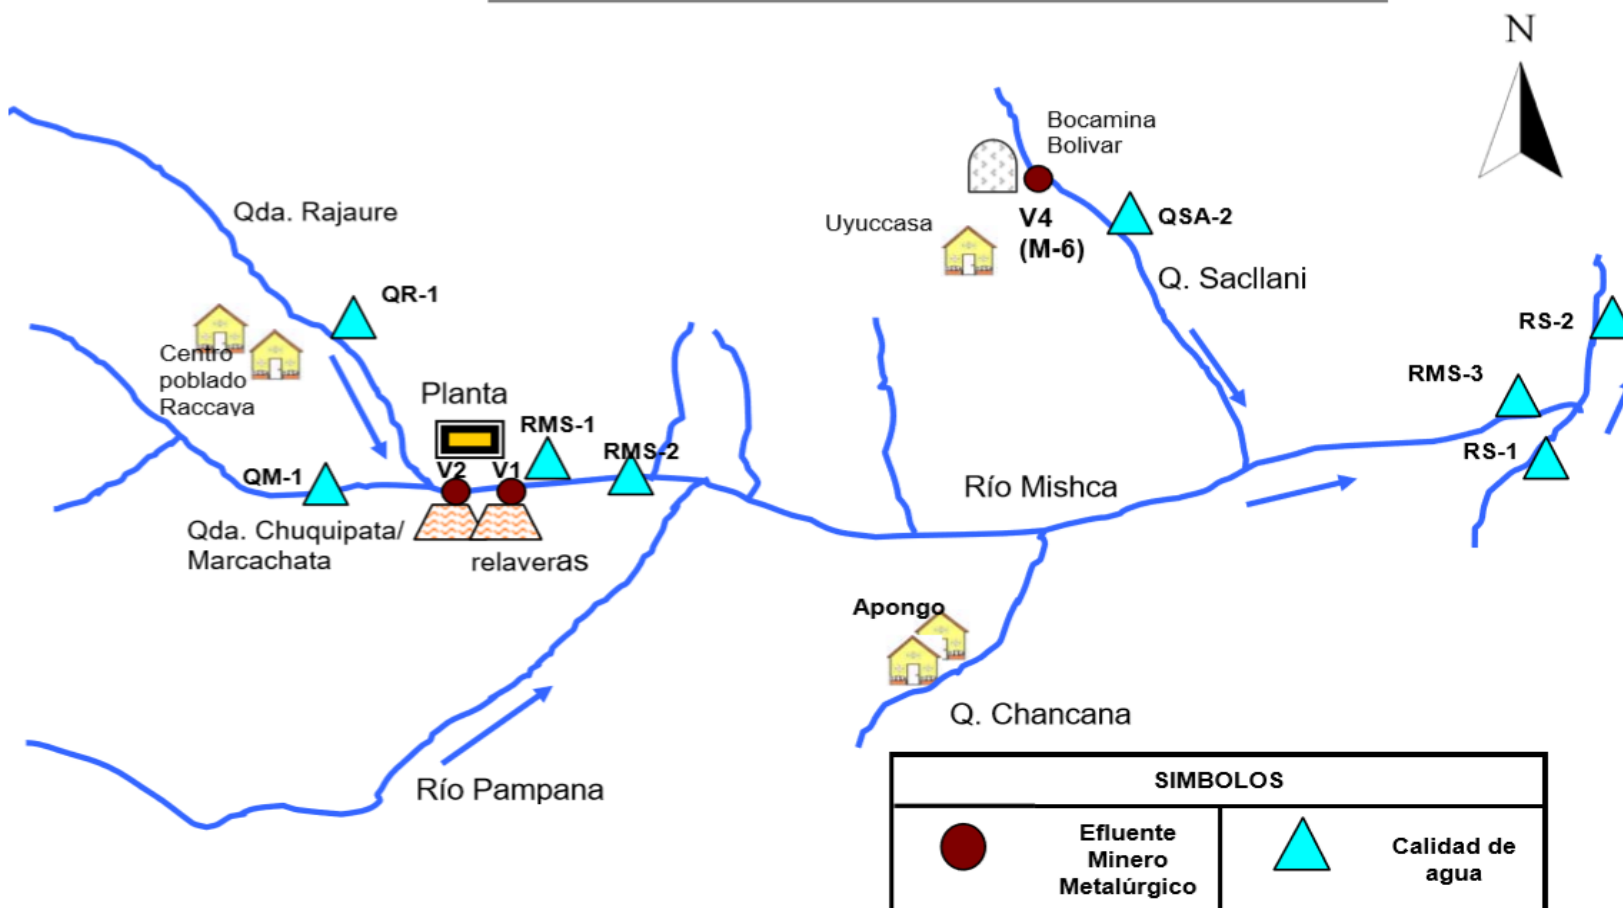 N
Bocamina
Bolivar
Qda. Rajaure
Uyuccasa
V4
(M-6)
QSA-2
Q. Sacllani
QR-1
RS-2
Centro
poblado
Raccaya
Planta
RMS-3
RMS-1
RMS-2
RS-1
QM-1
V2
V1
Río Mishca
Qda. Chuquipata/
Marcachata
relaveras
Apongo
Q. Chancana
Río Pampana
SIMBOLOS
Efluente
Minero
Metalúrgico
Calidad de
agua